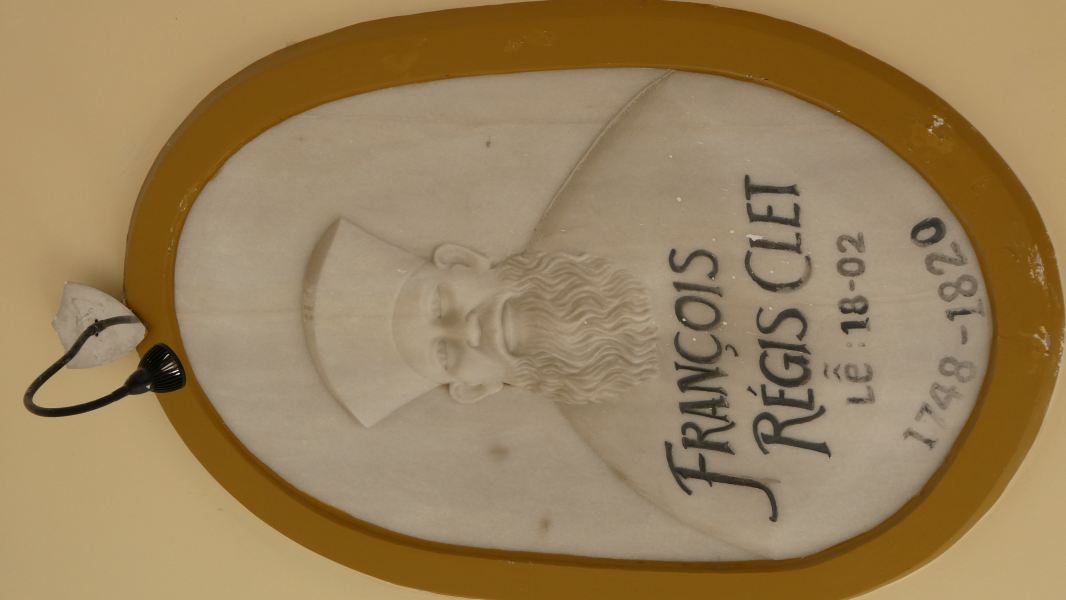 FRANÇOIS
RÉGIS CLET
Lễ : 18-02
1748-1820